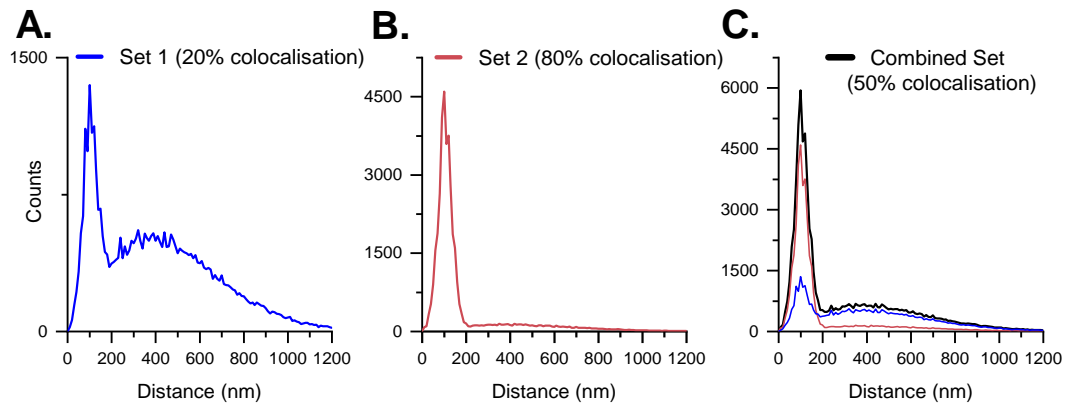 A.
Set 1 (20% colocalisation)
1500
0
Counts
0 200 400 600 800 1000 1200
Distance (nm)
B.
Set 2 (80% colocalisation)
4500
3000
1500
0
0 200 400 600 800 1000 1200
Distance (nm)
C.
Combined Set
(50% colocalisation)
6000
4500
3000
1500
0
0 200 400 600 800 1000 1200
Distance (nm)